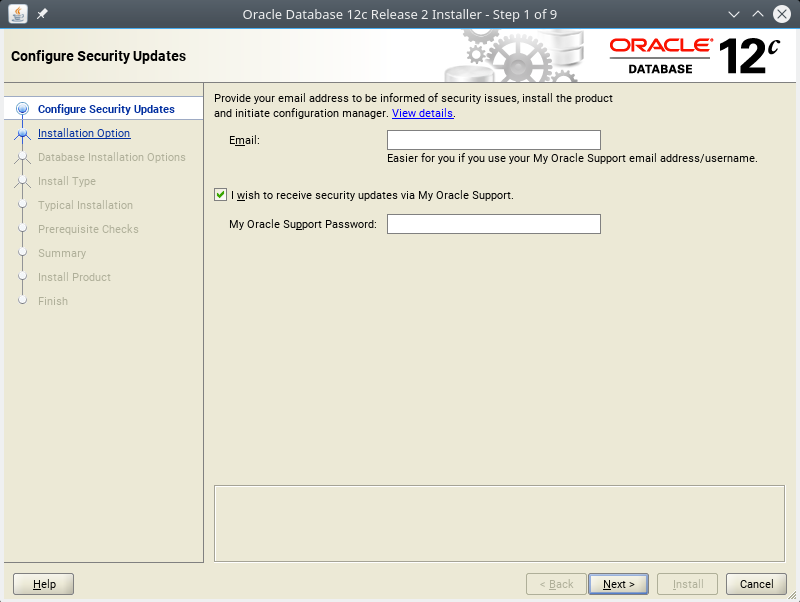 Oracle Database 12c Release 2 Installer - Step 1 of 9
Configure Security Updates
ORACLE®
DATABASE
12c
Configure Security Updates
Installation Option
Database Installation Options
Install Type
Typical Installation
Prerequisite Checks
Summary
Install Product
Finish
Provide your email address to be informed of security issues, install the product
and initiate configuration manager. View details.
Email:
Easier for you if you use your My Oracle Support email address/username.
I wish to receive security updates via My Oracle Support.
My Oracle Support Password:
Help
< Back
Next >
Install
Cancel